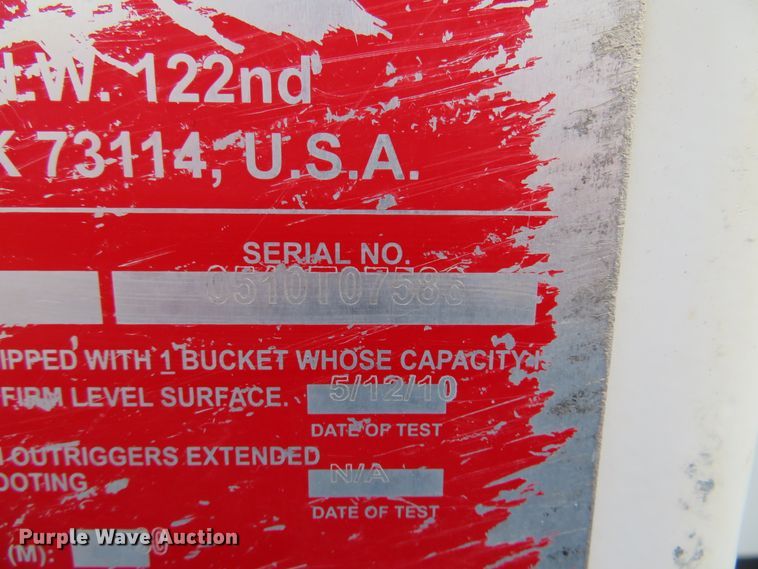 .W. 122nd
K 73114, U.S.A.
SERIAL NO.
0510T07586
IPPED WITH 1 BUCKET WHOSE CAPACITY
FIRM LEVEL SURFACE. 5/12/10
DATE OF TEST
OUTRIGGERS EXTENDED
OOTING N/A
DATE OF TEST
(M):
Purple Wave Auction